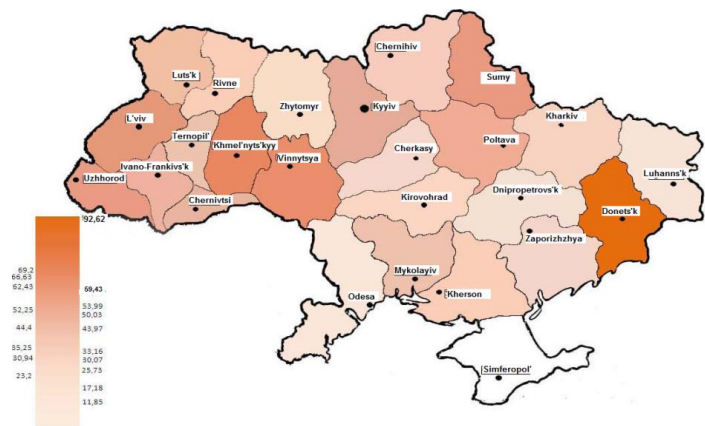 Chernihiv
Sumy
Luts'k
Rivne
Zhytomyr
Kyyiv
Kharkiv
L'viv
Ternopil'
Khmel'nyts'kyy
Vinnytsya
Poltava
Cherkasy
Ivano-Frankivs'k
Uzhhorod
Luhanns'k
Chernivtsi
Kirovohrad
Dnipropetrovs'k
Donets'k
Zaporizhzhya
Mykolayiv
Odesa
Kherson
Simferopol'
92,62
69,2
66,63
62,43
59,43
53,99
52,25
50,03
44,4
43,97
35,25
33,16
30,94
30,07
25,73
23,2
17,18
11,85